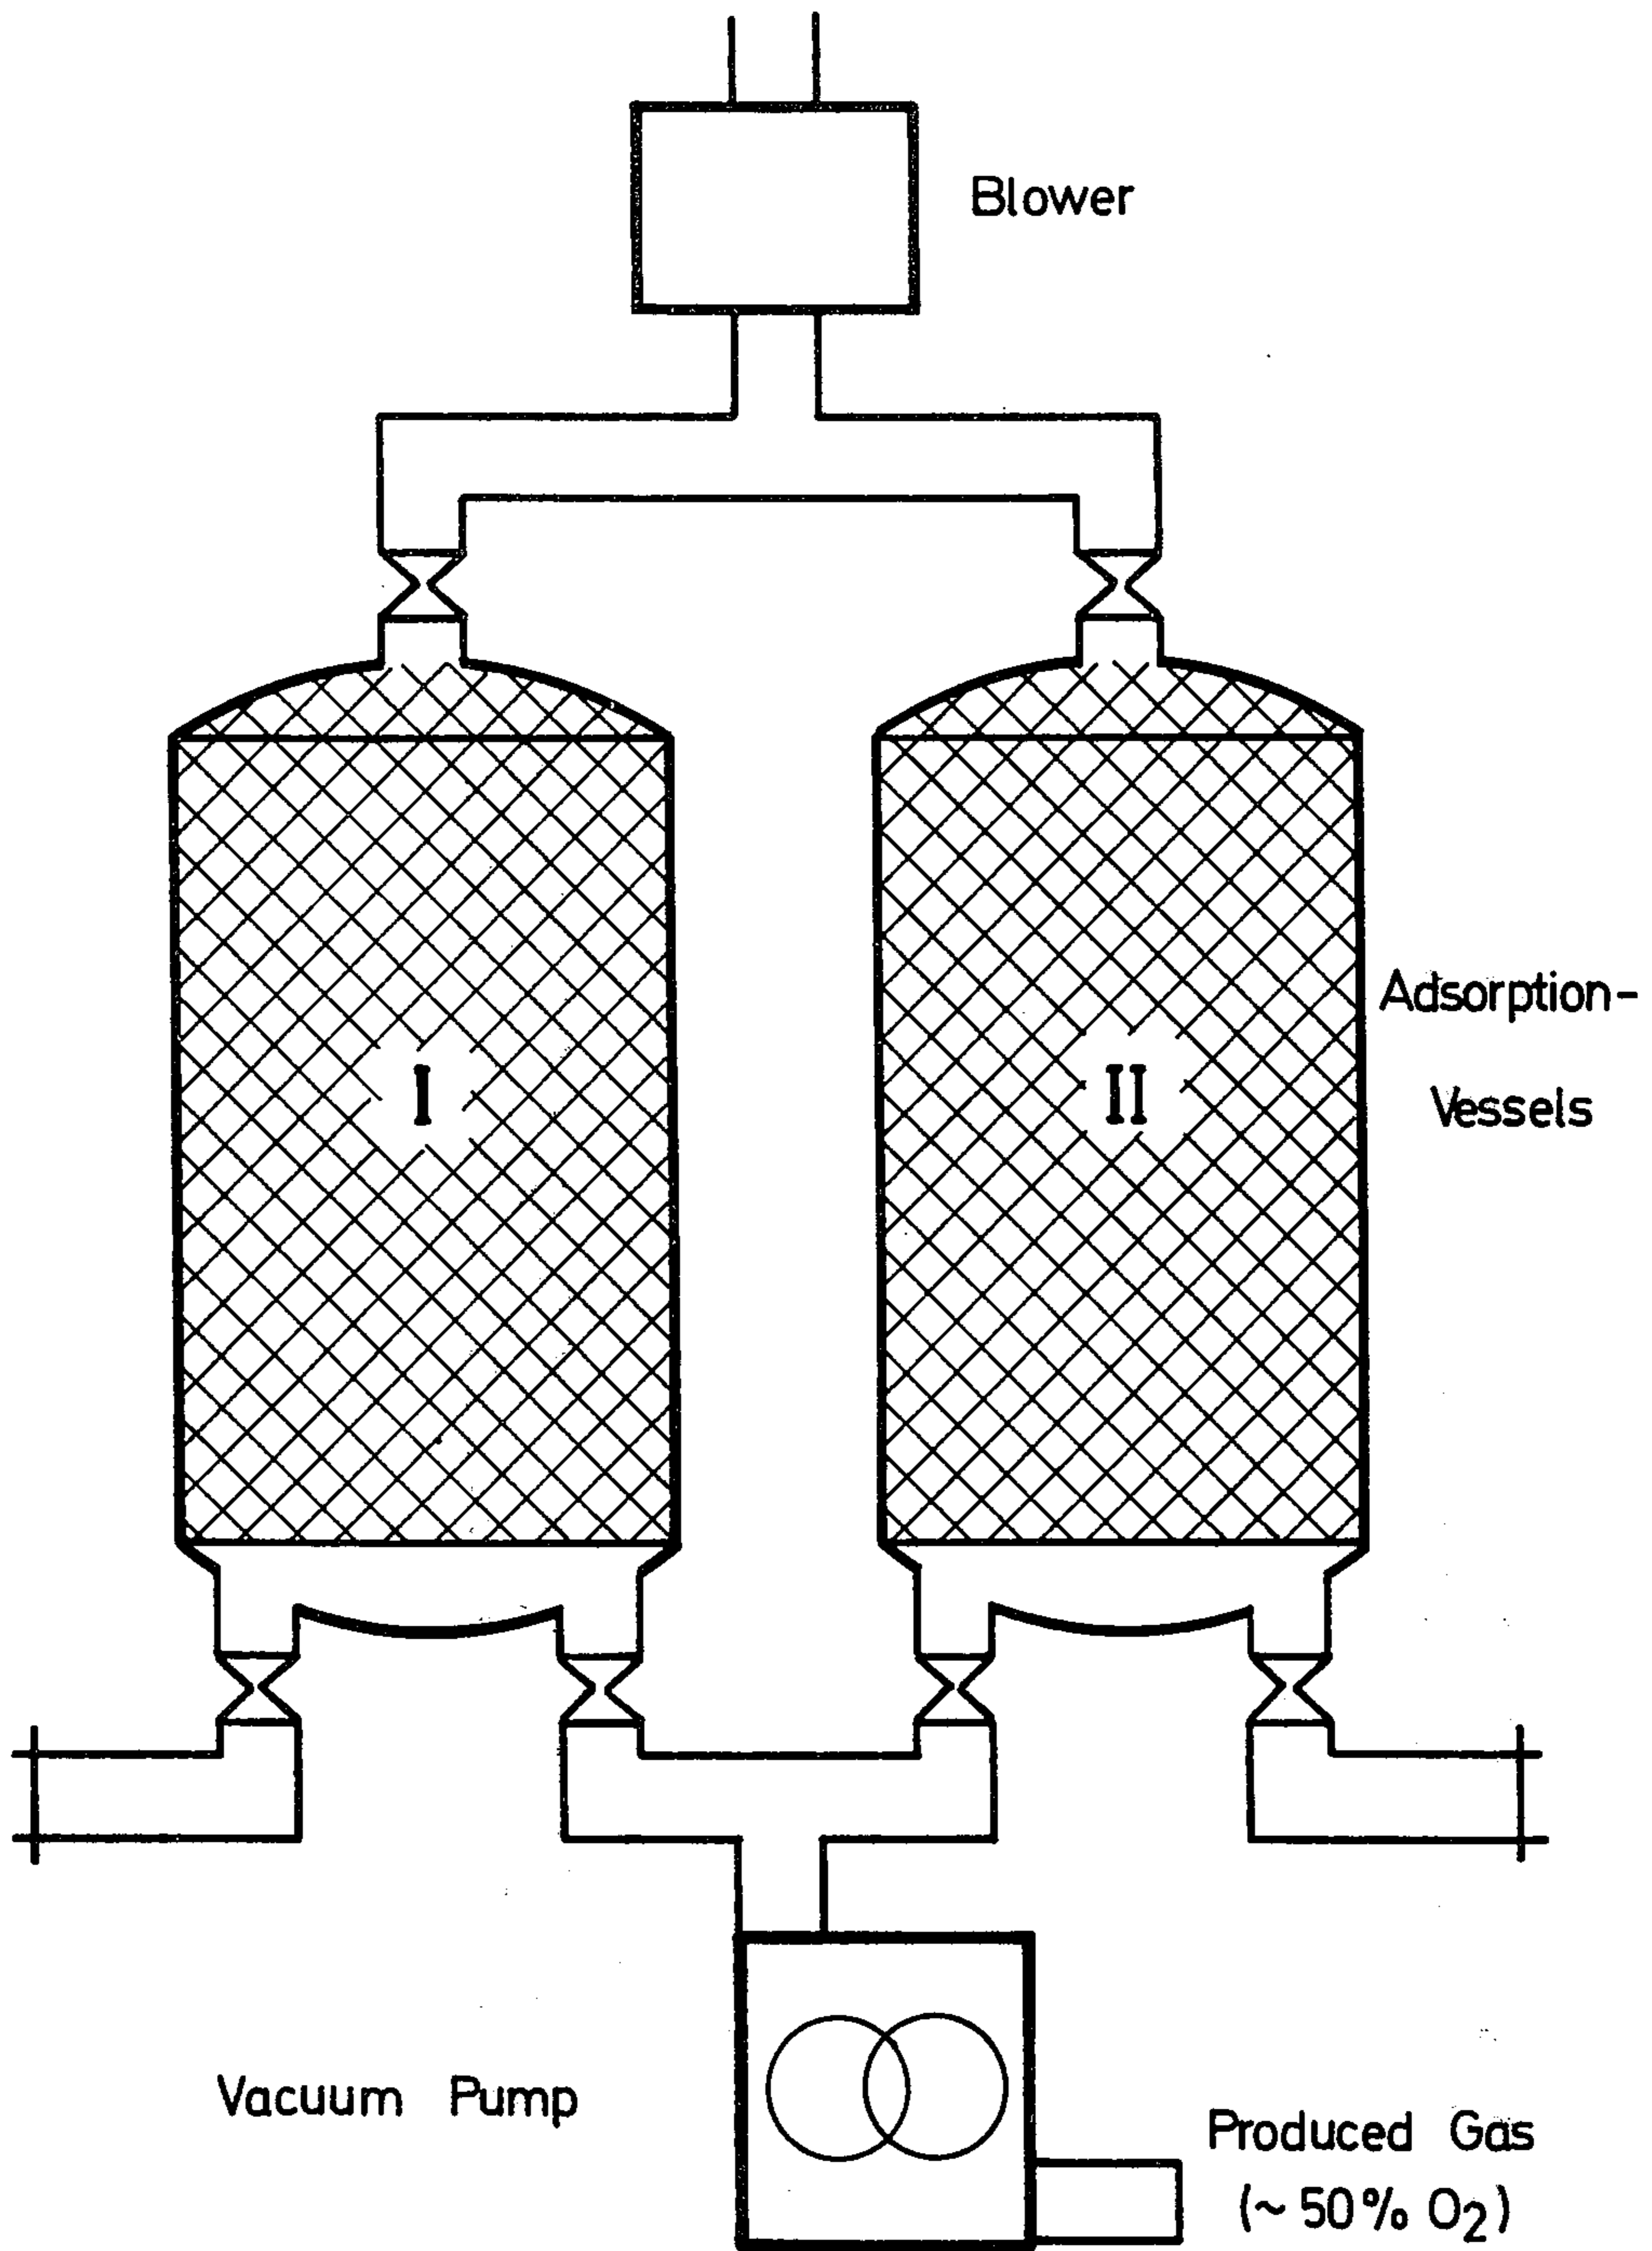 Blower
Adsorption-
Vessels
I
II
Vacuum Pump
Produced Gas
(~ 50% O₂)